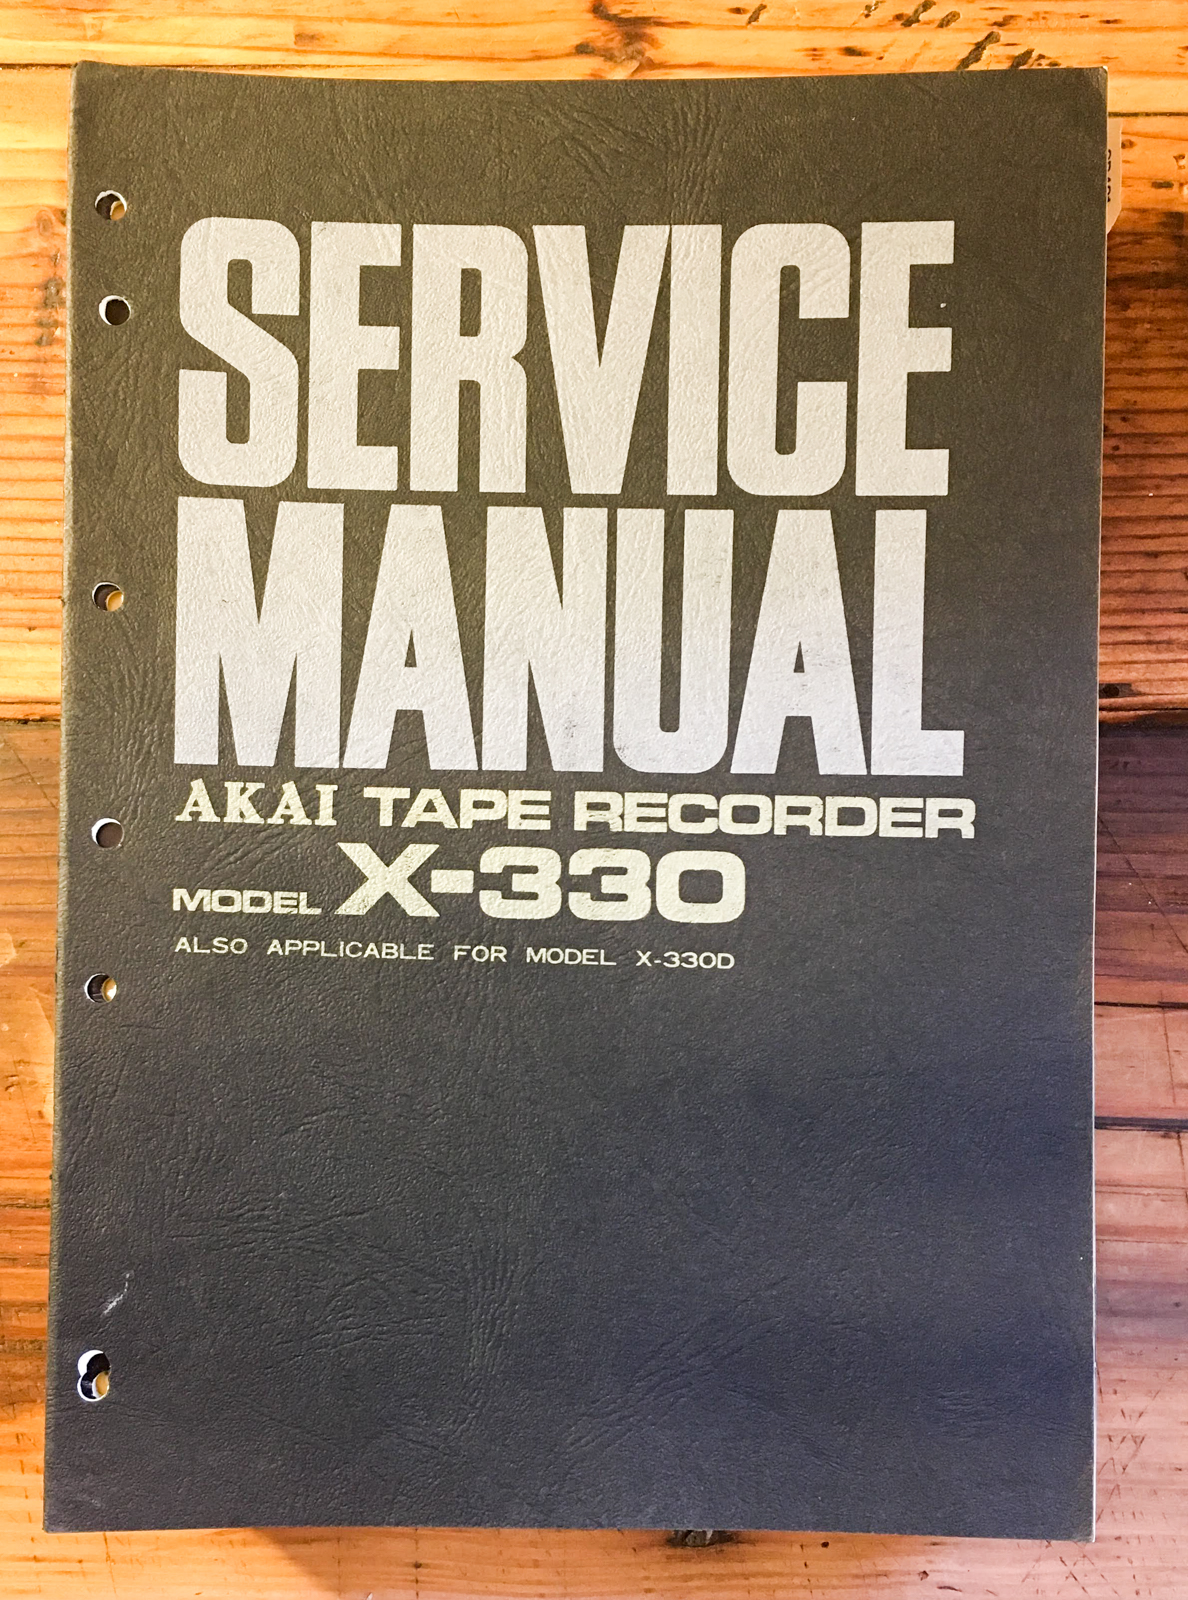 SERVICE
MANUAL
AKAI TAPE RECORDER
MODEL X-330
ALSO APPLICABLE FOR MODEL X-330D